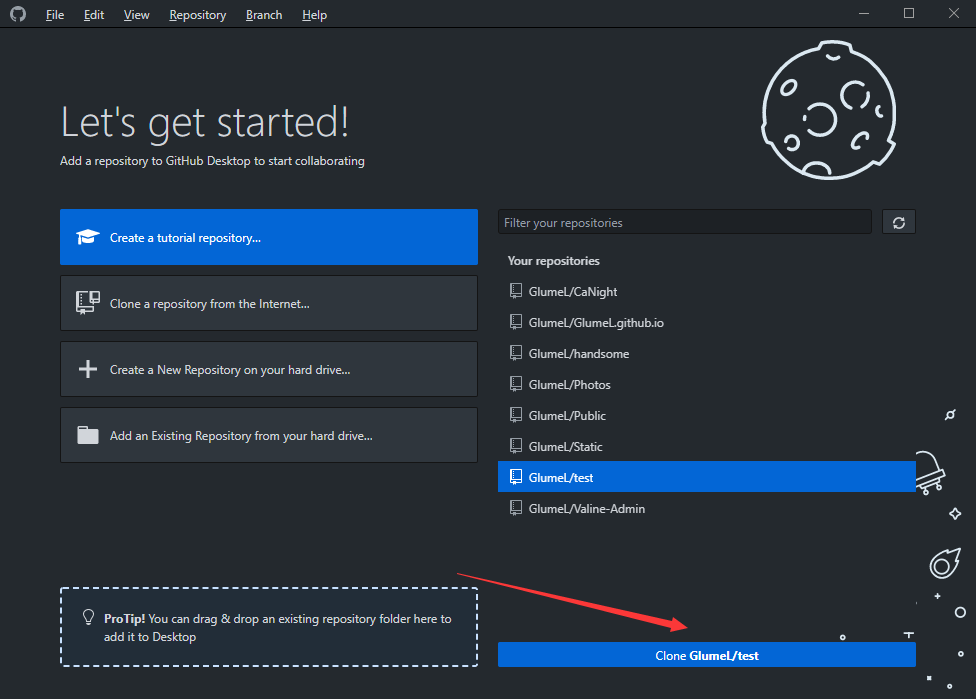 File Edit View Repository Branch Help
Let's get started!
Add a repository to GitHub Desktop to start collaborating
Create a tutorial repository...
Clone a repository from the Internet...
Create a New Repository on your hard drive...
Add an Existing Repository from your hard drive...
ProTip! You can drag & drop an existing repository folder here to
add it to Desktop
Filter your repositories
Your repositories
GlumeL/CaNight
GlumeL/GlumeL.github.io
GlumeL/handsome
GlumeL/Photos
GlumeL/Public
GlumeL/Static
GlumeL/test
GlumeL/Valine-Admin
Clone GlumeL/test